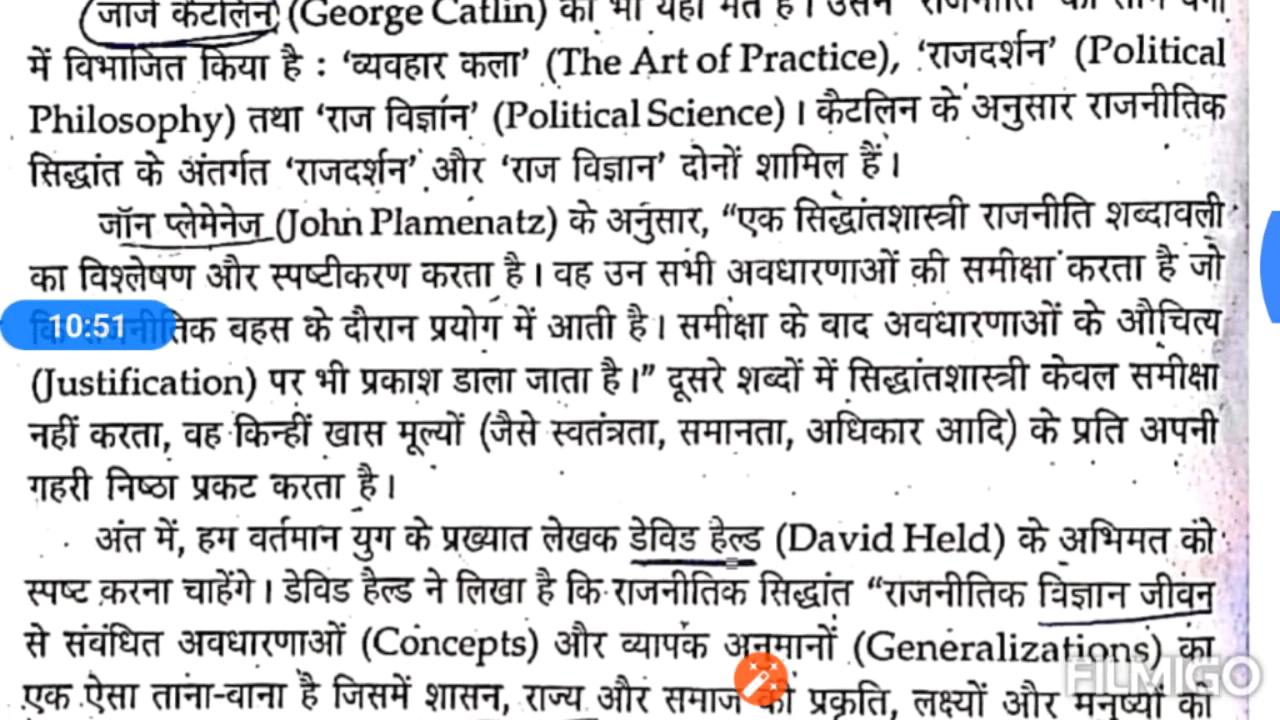 जार्ज कैटलिन (George Catlin) का भी यही मत है। उसने 'राजनीति' को तीन वर्गों
में विभाजित किया है : 'व्यवहार कला' (The Art of Practice), 'राजदर्शन' (Political
Philosophy) तथा 'राज विज्ञान' (Political Science)। कैटलिन के अनुसार राजनीतिक
सिद्धांत के अंतर्गत 'राजदर्शन' और 'राज विज्ञान' दोनों शामिल हैं।
जॉन प्लेमेनेज (John Plamenatz) के अनुसार, "एक सिद्धांतशास्त्री राजनीति शब्दावली
का विश्लेषण और स्पष्टीकरण करता है। वह उन सभी अवधारणाओं की समीक्षा करता है जो
10:51
तिक बहस के दौरान प्रयोग में आती है। समीक्षा के बाद अवधारणाओं के औचित्य
(Justification) पर भी प्रकाश डाला जाता है।" दूसरे शब्दों में सिद्धांतशास्त्री केवल समीक्षा
नहीं करता, वह किन्हीं खास मूल्यों (जैसे स्वतंत्रता, समानता, अधिकार आदि) के प्रति अपनी
गहरी निष्ठा प्रकट करता है।
अंत में, हम वर्तमान युग के प्रख्यात लेखक डेविड हैल्ड (David Held) के अभिमत को
स्पष्ट करना चाहेंगे। डेविड हैल्ड ने लिखा है कि राजनीतिक सिद्धांत "राजनीतिक विज्ञान जीवन
से संबंधित अवधारणाओं (Concepts) और व्यापक अनुमानों (Generalizations) का
एक ऐसा ताना-बाना है जिसमें शासन, राज्य और समाज की प्रकृति, लक्ष्यों और मनुष्यों की
FILMIGO